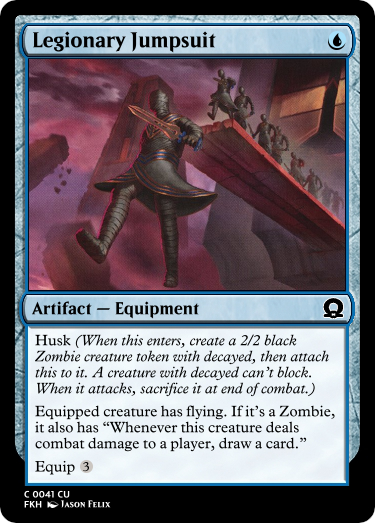 Legionary Jumpsuit
Artifact — Equipment
Husk (When this enters, create a 2/2 black
Zombie creature token with decayed, then attach
this to it. A creature with decayed can't block.
When it attacks, sacrifice it at end of combat.)
Equipped creature has flying. If it's a Zombie,
it also has “Whenever this creature deals
combat damage to a player, draw a card.”
Equip 3
C 0041 CU
FKH Jason Felix